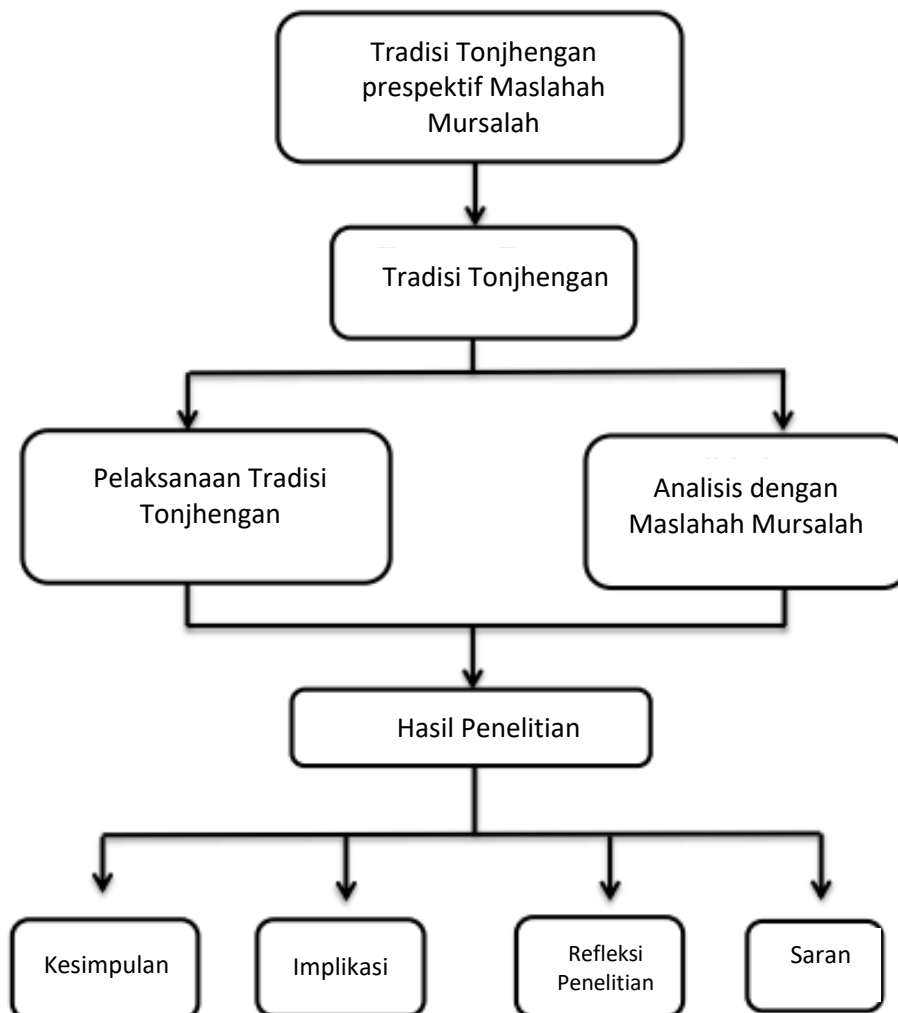 Tradisi Tonjhengan
prespektif Maslahah
Mursalah
Tradisi Tonjhengan
Pelaksanaan Tradisi
Tonjhengan
Analisis dengan
Maslahah Mursalah
Hasil Penelitian
Kesimpulan
Implikasi
Refleksi
Penelitian
Saran